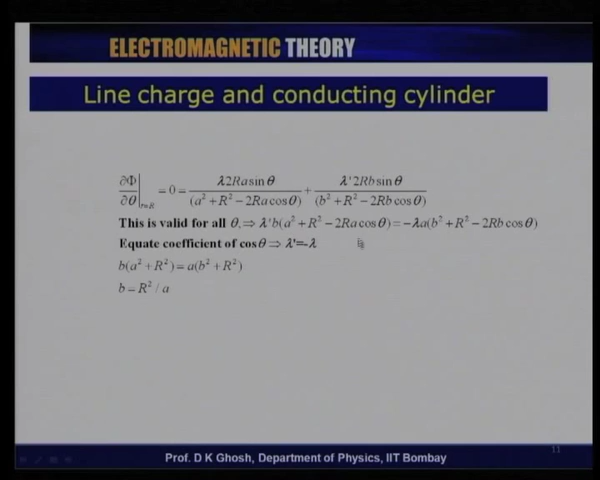 ELECTROMAGNETIC THEORY
Line charge and conducting cylinder
∂Φ/∂θ|r=R = 0 = λ2Ra sin θ/(a² + R² − 2Ra cos θ) + λ'2Rb sin θ/(b² + R² − 2Rb cos θ)
This is valid for all θ, ⇒ λ'b(a² + R² − 2Ra cos θ) = −λa(b² + R² − 2Rb cos θ)
Equate coefficient of cos θ ⇒ λ'=-λ
b(a² + R²) = a(b² + R²)
b = R² / a
11
Prof. D K Ghosh, Department of Physics, IIT Bombay